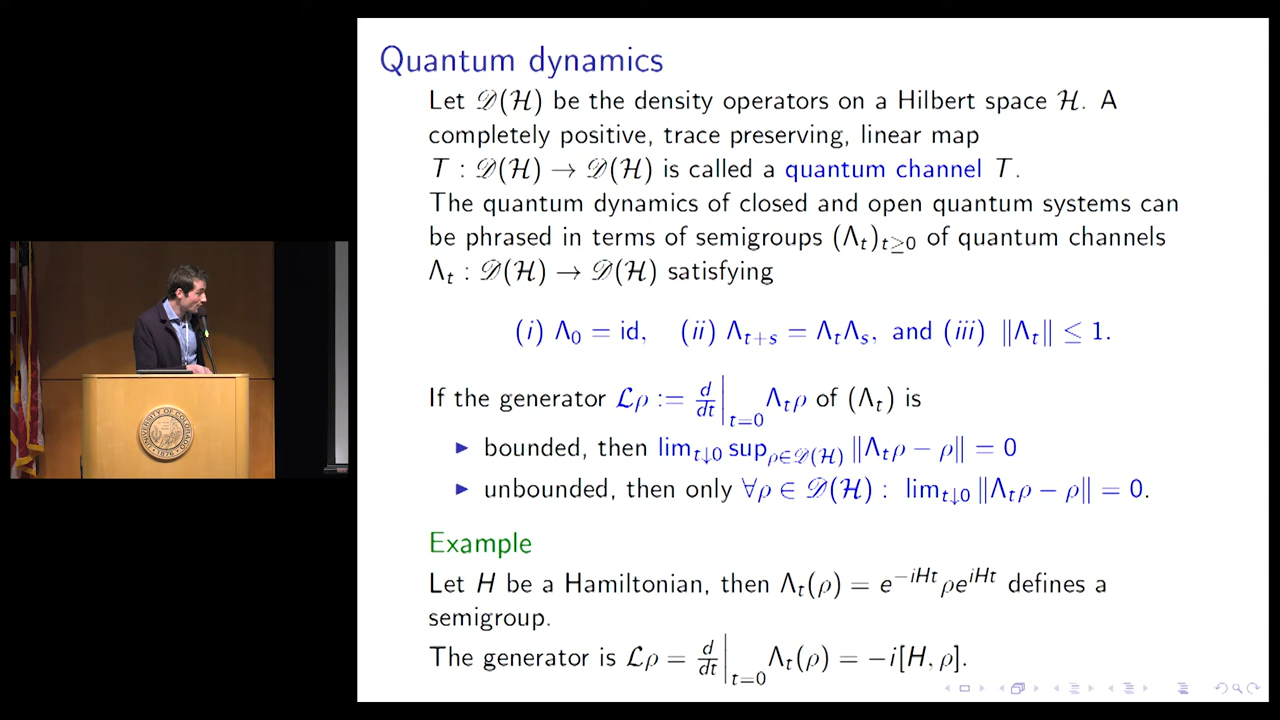 Quantum dynamics
Let 𝒟(ℋ) be the density operators on a Hilbert space ℋ. A
completely positive, trace preserving, linear map
T : 𝒟(ℋ) → 𝒟(ℋ) is called a quantum channel T.
The quantum dynamics of closed and open quantum systems can
be phrased in terms of semigroups (Λ_t)_{t≥0} of quantum channels
Λ_t : 𝒟(ℋ) → 𝒟(ℋ) satisfying
(i) Λ_0 = id, (ii) Λ_{t+s} = Λ_tΛ_s, and (iii) ‖Λ_t‖ ≤ 1.
If the generator ℒρ := d/dt|_{t=0} Λ_tρ of (Λ_t) is
▶ bounded, then lim_{t↓0} sup_{ρ∈𝒟(ℋ)} ‖Λ_tρ − ρ‖ = 0
▶ unbounded, then only ∀ρ ∈ 𝒟(ℋ) : lim_{t↓0} ‖Λ_tρ − ρ‖ = 0.
Example
Let H be a Hamiltonian, then Λ_t(ρ) = e^{−iHt}ρe^{iHt} defines a
semigroup.
The generator is ℒρ = d/dt|_{t=0} Λ_t(ρ) = −i[H, ρ].
UNIVERSITY OF COLORADO
1876